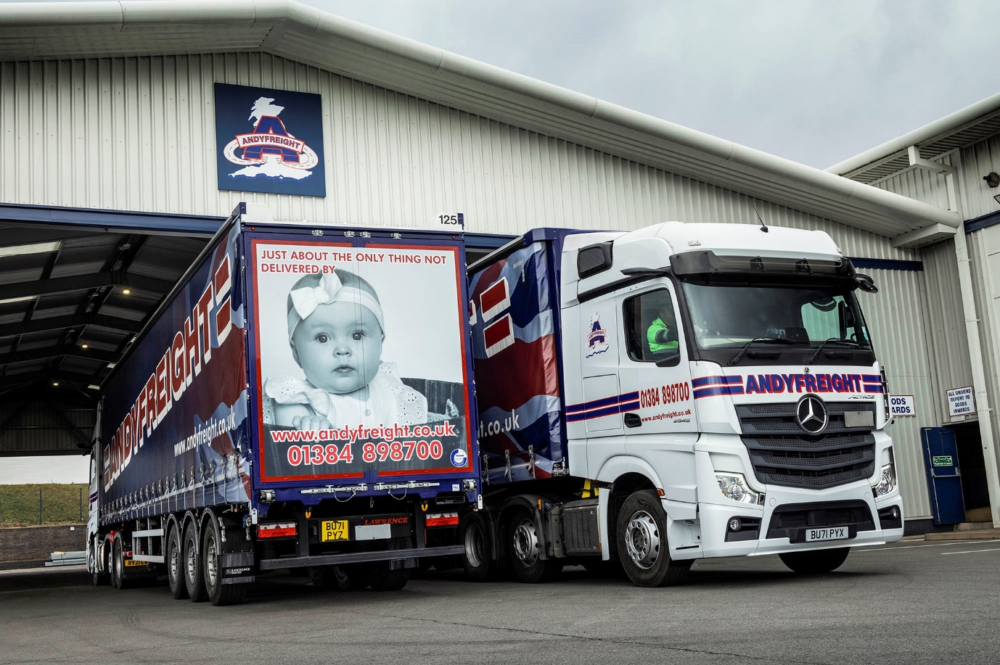 ANDYFREIGHT
125
JUST ABOUT THE ONLY THING NOT
DELIVERED BY
www.andyfreight.co.uk
01384 898700
ANDYFREIGHT
www.andyfreight.co.uk
BU71
PYZ
LAWRENCE
t.co.uk
01384 898700
www.andyfreight.co.uk
ANDYFREIGHT
ACTROS
BU71 PYX
ODS
ARDS
ALL DRIVERS
REPORT TO
GOODS
INWARDS